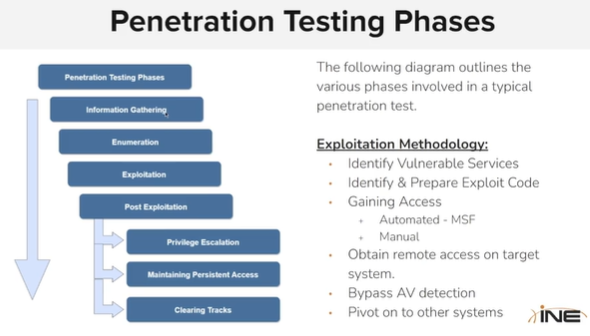 Penetration Testing Phases
Penetration Testing Phases
Information Gathering
Enumeration
Exploitation
Post Exploitation
Privilege Escalation
Maintaining Persistent Access
Clearing Tracks
The following diagram outlines the
various phases involved in a typical
penetration test.
Exploitation Methodology:
• Identify Vulnerable Services
• Identify & Prepare Exploit Code
• Gaining Access
+ Automated - MSF
+ Manual
• Obtain remote access on target
system.
• Bypass AV detection
• Pivot on to other systems
INE